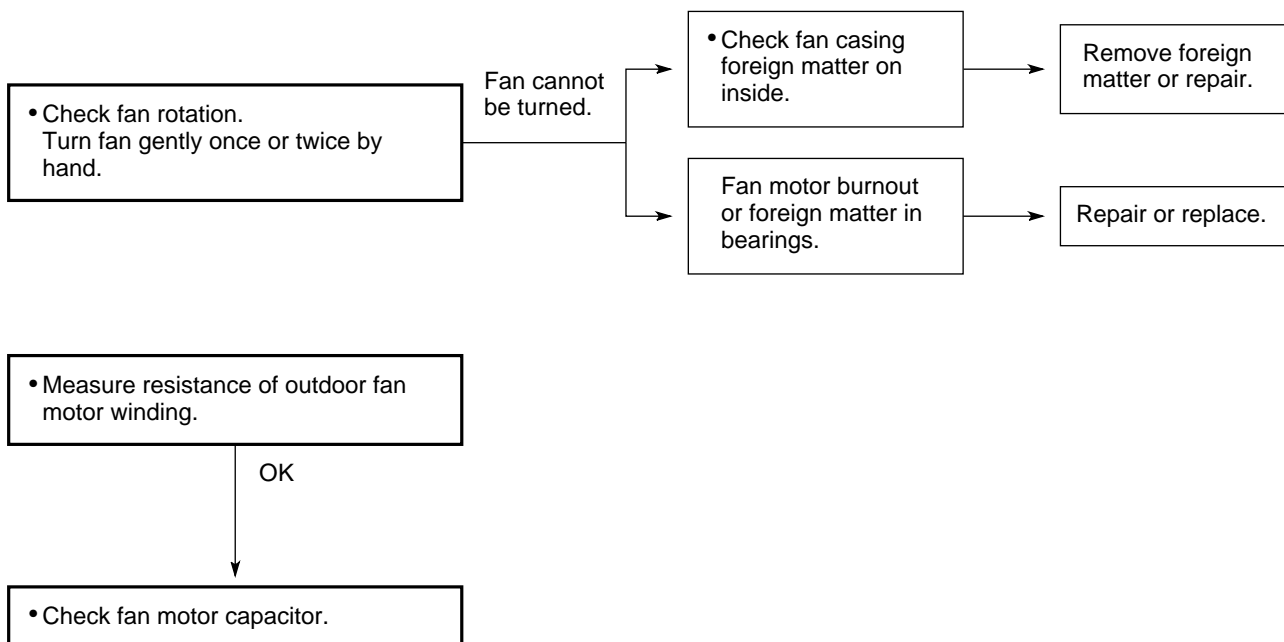 • Check fan rotation.
Turn fan gently once or twice by
hand.
Fan cannot
be turned.
• Check fan casing
foreign matter on
inside.
Remove foreign
matter or repair.
Fan motor burnout
or foreign matter in
bearings.
Repair or replace.
• Measure resistance of outdoor fan
motor winding.
OK
• Check fan motor capacitor.